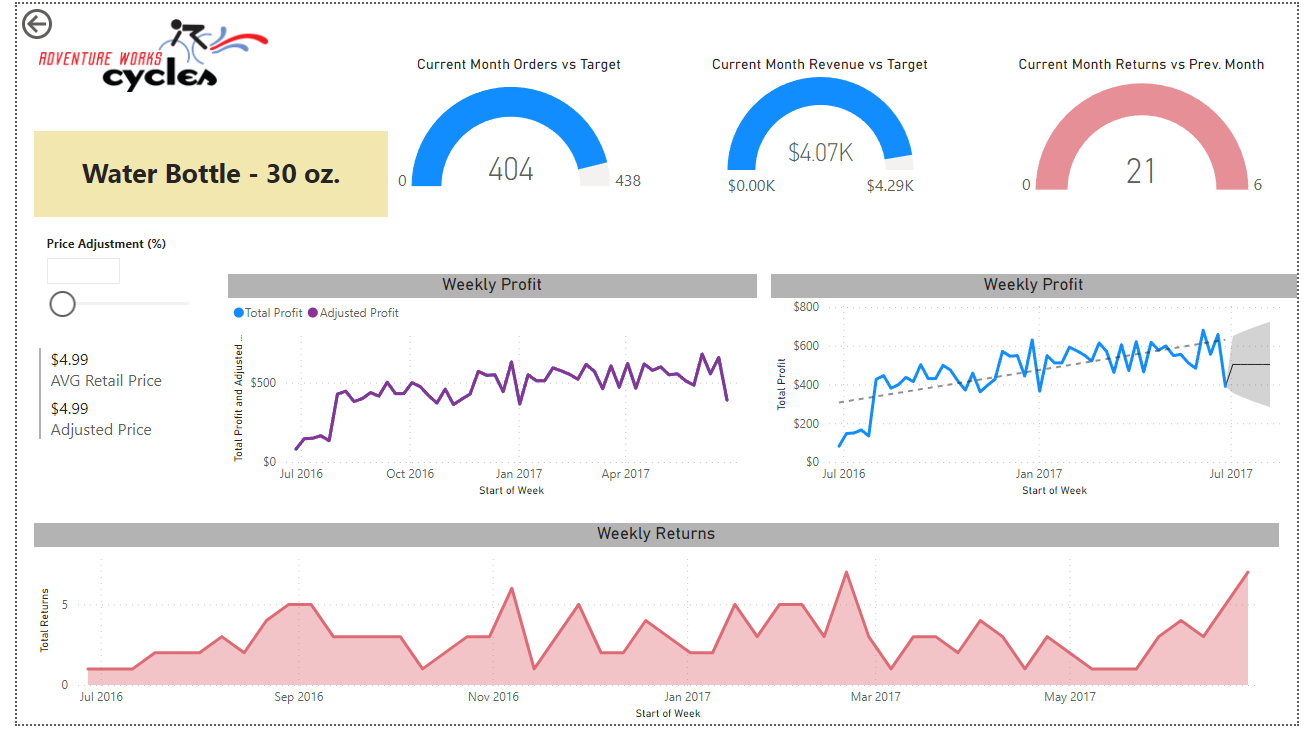 ADVENTURE WORKS
cycles
Current Month Orders vs Target
Current Month Revenue vs Target
Current Month Returns vs Prev. Month
404
0
438
$4.07K
$0.00K
$4.29K
21
0
6
Water Bottle - 30 oz.
Price Adjustment (%)
$4.99
AVG Retail Price
$4.99
Adjusted Price
Weekly Profit
Total Profit
Adjusted Profit
Total Profit and Adjusted ...
$500
$0
Jul 2016
Oct 2016
Jan 2017
Apr 2017
Start of Week
Weekly Profit
Total Profit
$800
$600
$400
$200
$0
Jul 2016
Jan 2017
Jul 2017
Start of Week
Weekly Returns
Total Returns
5
0
Jul 2016
Sep 2016
Nov 2016
Jan 2017
Mar 2017
May 2017
Start of Week